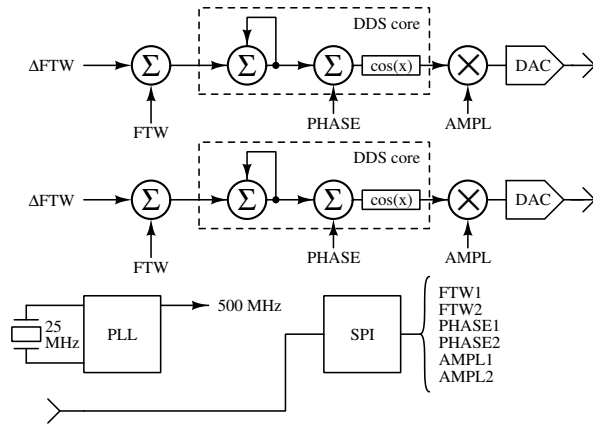 DDS core
ΔFTW Σ Σ Σ cos(x) DAC
FTW PHASE AMPL
DDS core
ΔFTW Σ Σ Σ cos(x) DAC
FTW PHASE AMPL
25 MHz
PLL
500 MHz
SPI
FTW1
FTW2
PHASE1
PHASE2
AMPL1
AMPL2